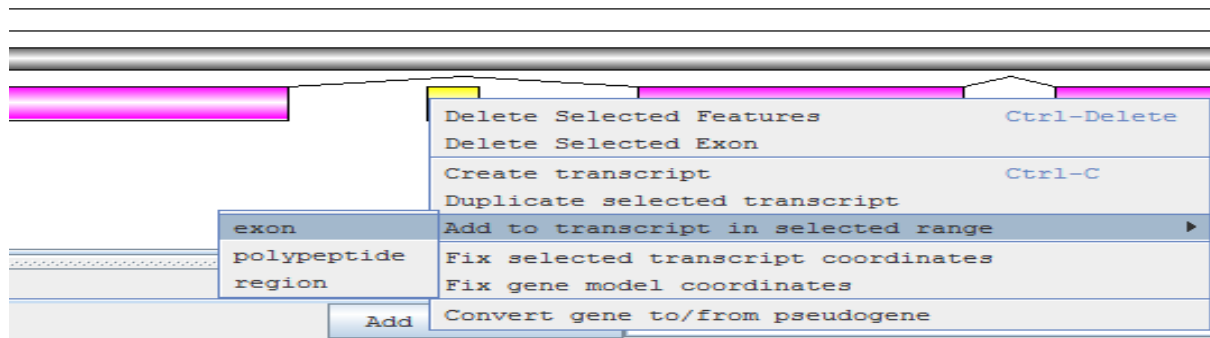 Delete Selected Features Ctrl-Delete
Delete Selected Exon
Create transcript Ctrl-C
Duplicate selected transcript
exon Add to transcript in selected range
polypeptide Fix selected transcript coordinates
region Fix gene model coordinates
Add Convert gene to/from pseudogene